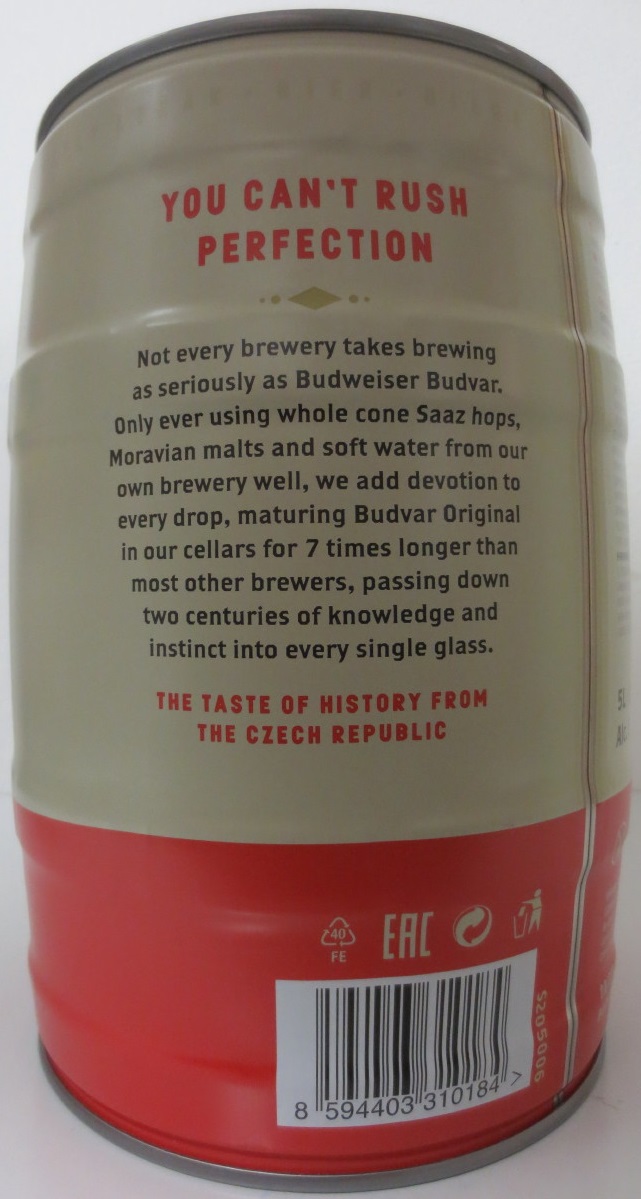 YOU CAN'T RUSH
PERFECTION
Not every brewery takes brewing
as seriously as Budweiser Budvar.
Only ever using whole cone Saaz hops,
Moravian malts and soft water from our
own brewery well, we add devotion to
every drop, maturing Budvar Original
in our cellars for 7 times longer than
most other brewers, passing down
two centuries of knowledge and
instinct into every single glass.
THE TASTE OF HISTORY FROM
THE CZECH REPUBLIC
5L
40
FE
EAC
5205006
8 594403 310184 >